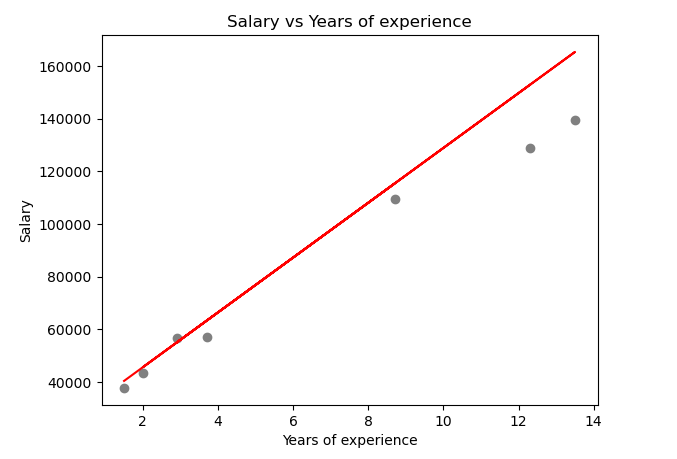 Salary vs Years of experience
160000
140000
120000
100000
80000
60000
40000
Salary
2 4 6 8 10 12 14
Years of experience